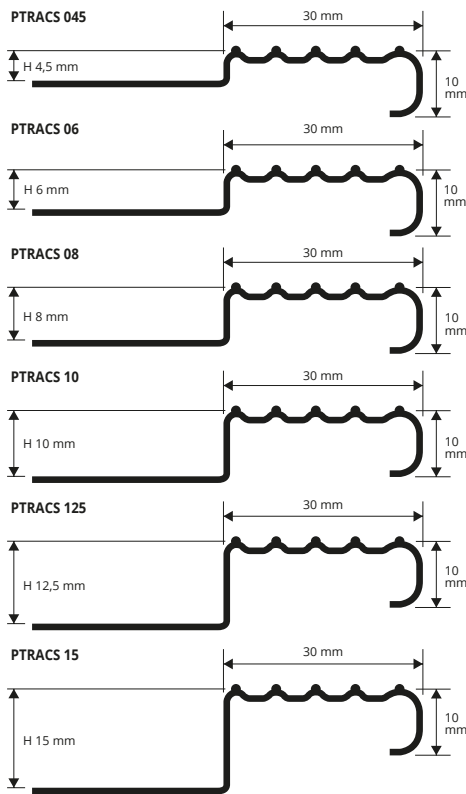 PTRACS 045
30 mm
H 4,5 mm
10
mm
PTRACS 06
30 mm
H 6 mm
10
mm
PTRACS 08
30 mm
H 8 mm
10
mm
PTRACS 10
30 mm
H 10 mm
10
mm
PTRACS 125
30 mm
H 12,5 mm
10
mm
PTRACS 15
30 mm
H 15 mm
10
mm